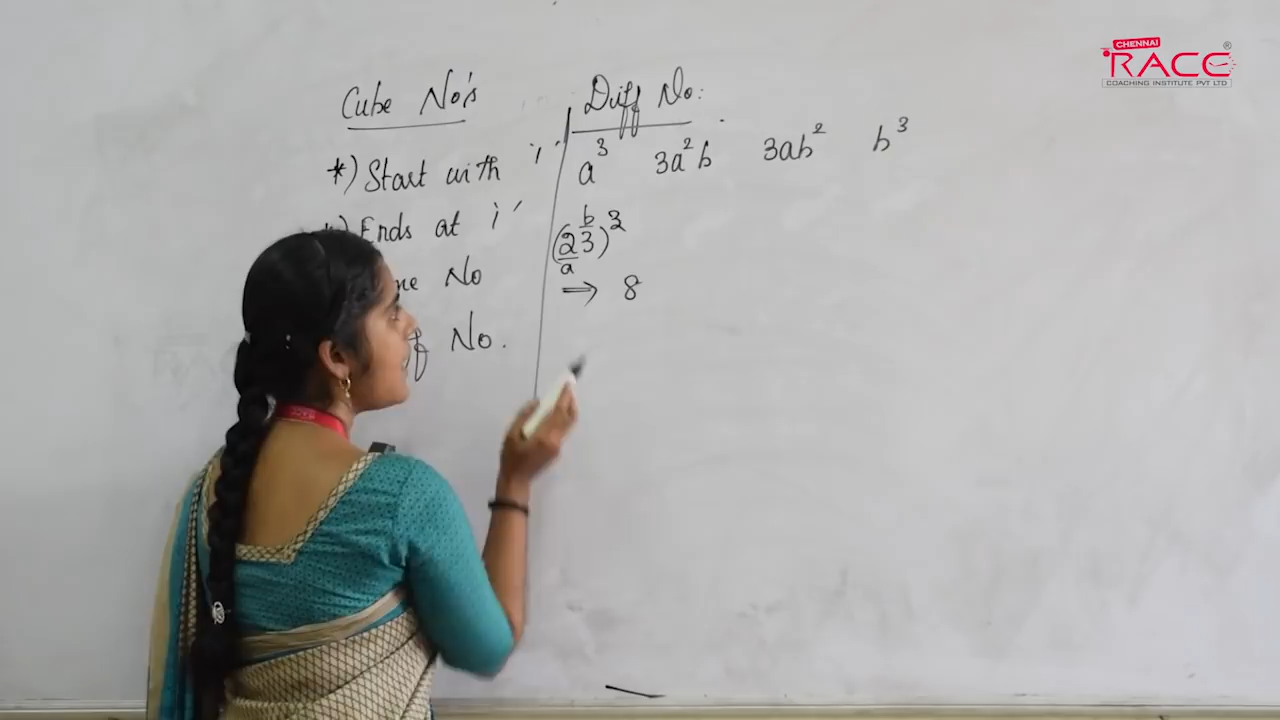 CHENNAI
RACE
COACHING INSTITUTE PVT LTD
Cube No's
*) Start with '1'
Ends at 1'
No
No.
Diff No:
a³ 3a²b 3ab² b³
b
(23)³
a
⇒ 8